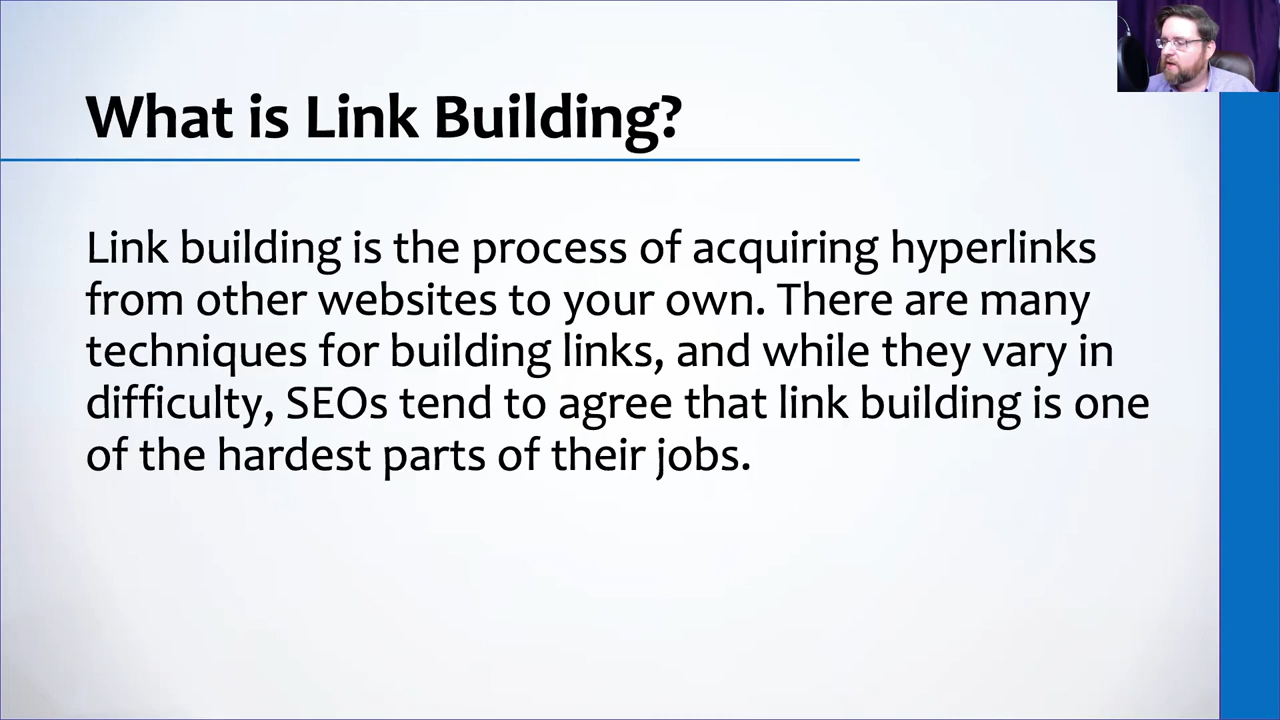 What is Link Building?
Link building is the process of acquiring hyperlinks
from other websites to your own. There are many
techniques for building links, and while they vary in
difficulty, SEOs tend to agree that link building is one
of the hardest parts of their jobs.